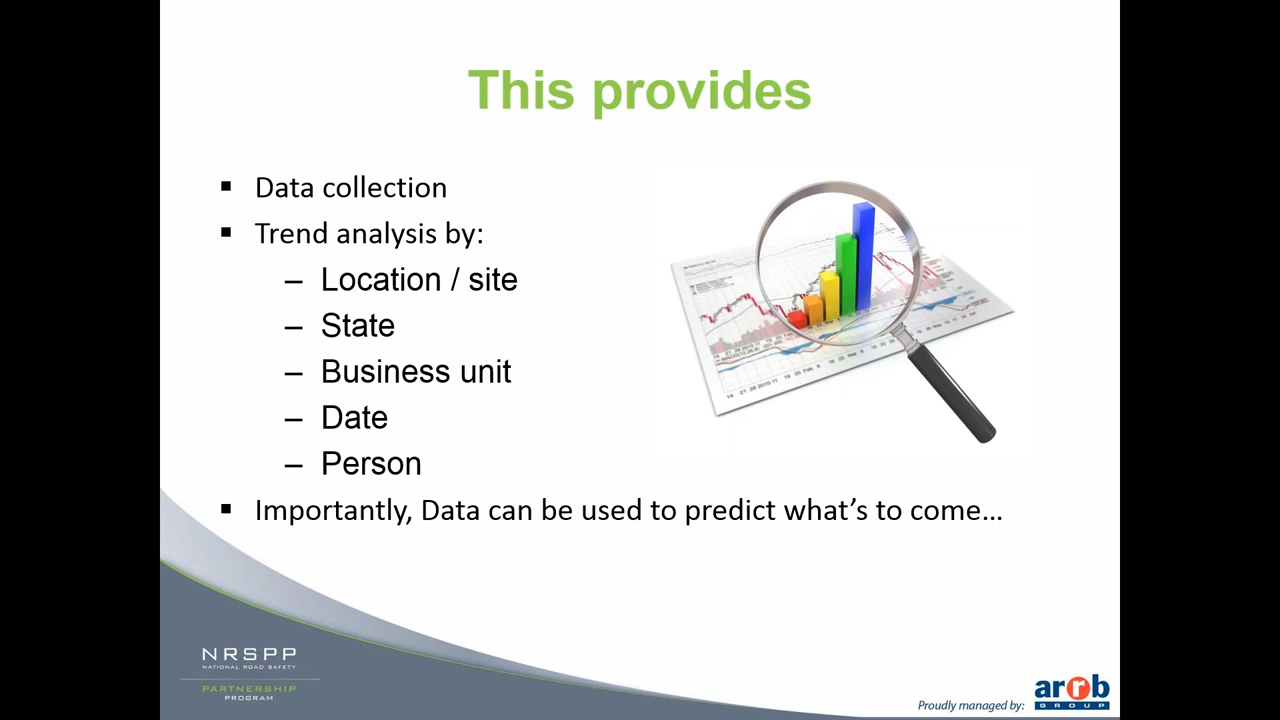 This provides
▪ Data collection
▪ Trend analysis by:
– Location / site
– State
– Business unit
– Date
– Person
▪ Importantly, Data can be used to predict what’s to come…
NRSPP
NATIONAL ROAD SAFETY
PARTNERSHIP
PROGRAM
Proudly managed by:
arrb
GROUP